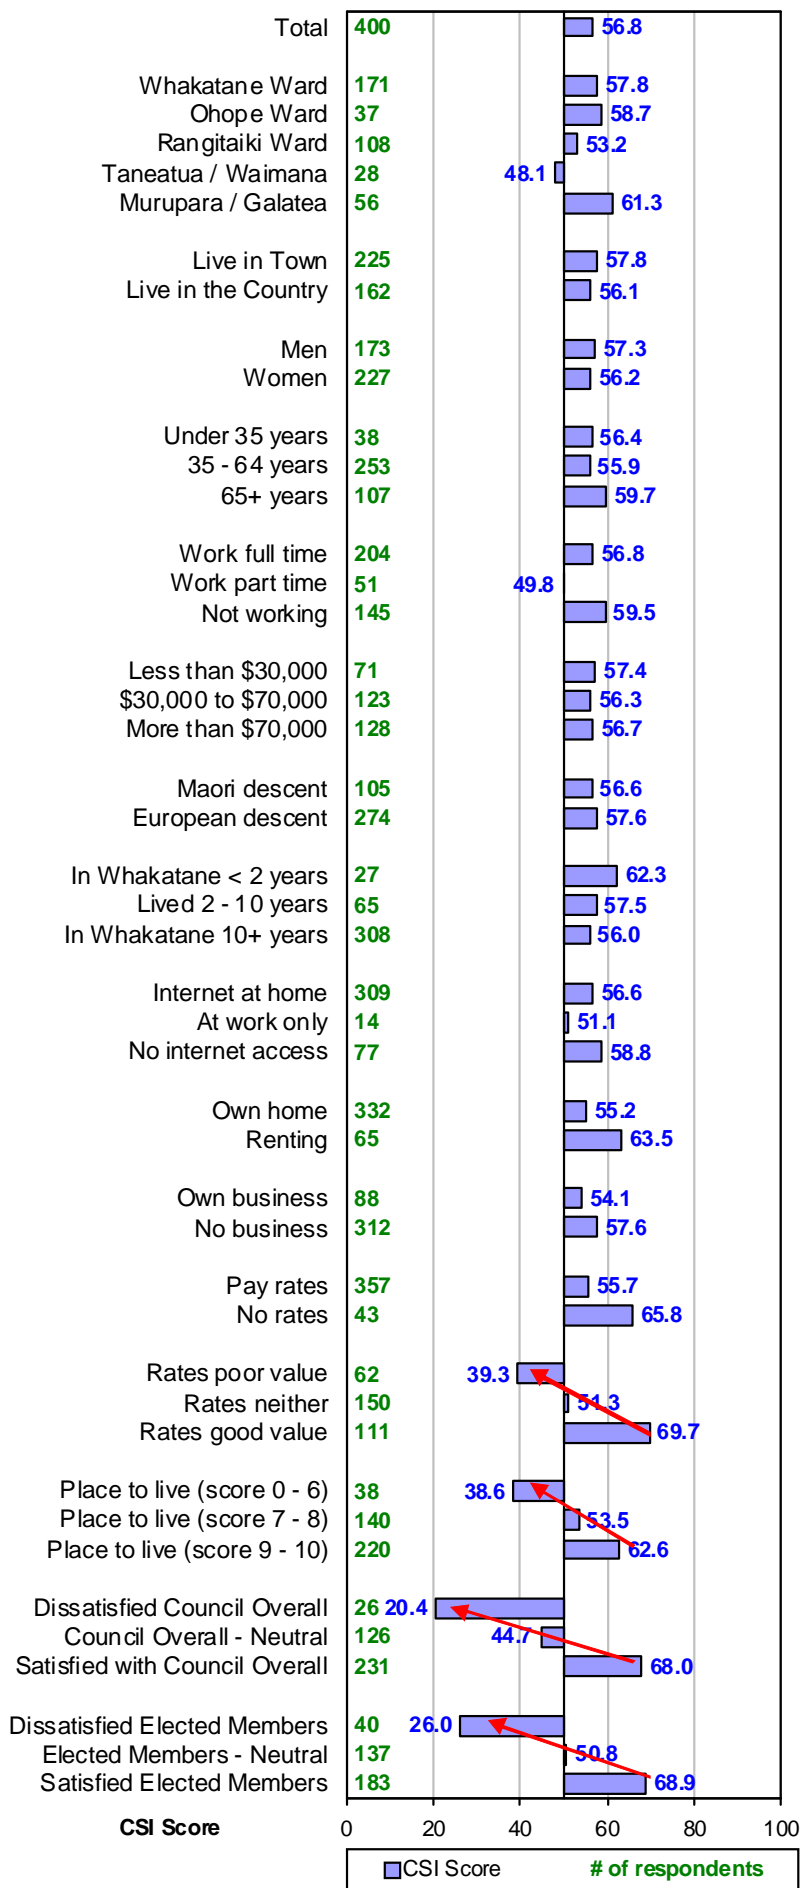 Total 400 56.8
Whakatane Ward 171 57.8
Ohope Ward 37 58.7
Rangitaiki Ward 108 53.2
Taneatua / Waimana 28 48.1
Murupara / Galatea 56 61.3
Live in Town 225 57.8
Live in the Country 162 56.1
Men 173 57.3
Women 227 56.2
Under 35 years 38 56.4
35 - 64 years 253 55.9
65+ years 107 59.7
Work full time 204 56.8
Work part time 51 49.8
Not working 145 59.5
Less than $30,000 71 57.4
$30,000 to $70,000 123 56.3
More than $70,000 128 56.7
Maori descent 105 56.6
European descent 274 57.6
In Whakatane < 2 years 27 62.3
Lived 2 - 10 years 65 57.5
In Whakatane 10+ years 308 56.0
Internet at home 309 56.6
At work only 14 51.1
No internet access 77 58.8
Own home 332 55.2
Renting 65 63.5
Own business 88 54.1
No business 312 57.6
Pay rates 357 55.7
No rates 43 65.8
Rates poor value 62 39.3
Rates neither 150 51.3
Rates good value 111 69.7
Place to live (score 0 - 6) 38 38.6
Place to live (score 7 - 8) 140 53.5
Place to live (score 9 - 10) 220 62.6
Dissatisfied Council Overall 26 20.4
Council Overall - Neutral 126 44.7
Satisfied with Council Overall 231 68.0
Dissatisfied Elected Members 40 26.0
Elected Members - Neutral 137 50.8
Satisfied Elected Members 183 68.9
CSI Score 0 20 40 60 80 100
CSI Score # of respondents